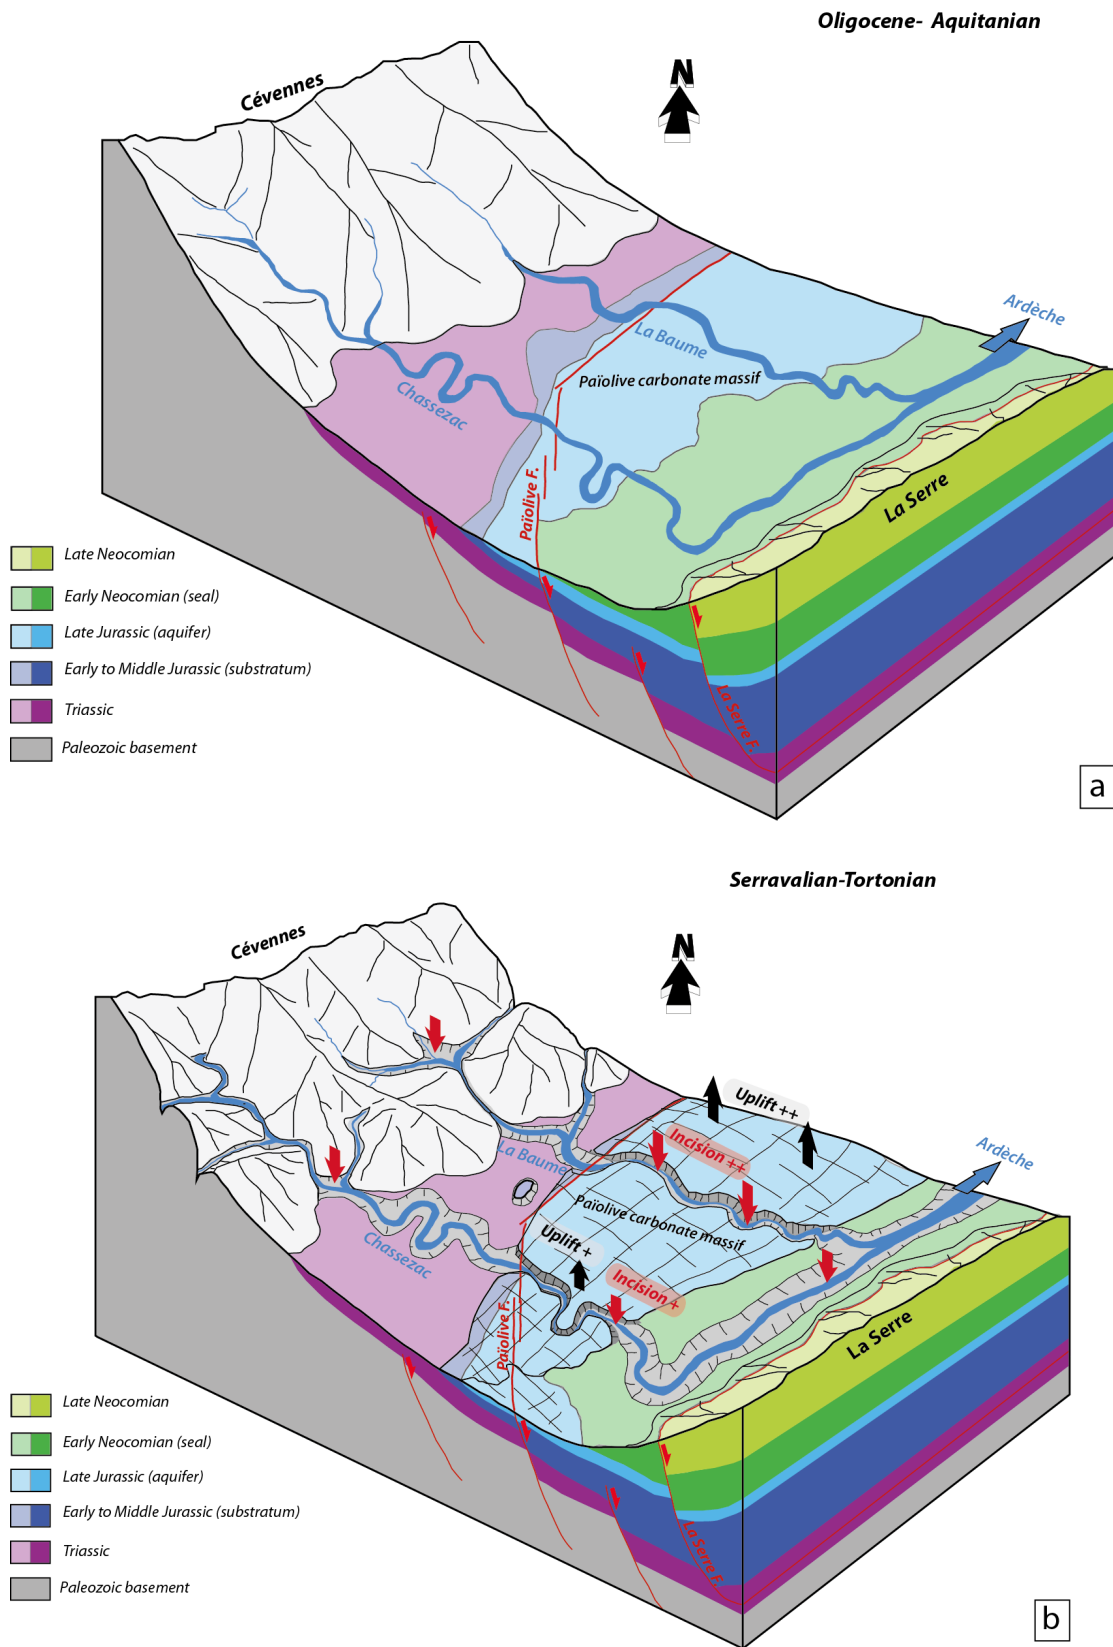 Oligocene- Aquitanian
Cévennes
N
Ardèche
La Baume
Païolive carbonate massif
Chassezac
Païolive F.
La Serre
La Serre F.
Late Neocomian
Early Neocomian (seal)
Late Jurassic (aquifer)
Early to Middle Jurassic (substratum)
Triassic
Paleozoic basement
a
Serravalian-Tortonian
Cévennes
N
Uplift ++
Incision ++
Ardèche
La Baume
Païolive carbonate massif
Chassezac
Uplift +
Incision +
Païolive F.
La Serre
La Serre F.
Late Neocomian
Early Neocomian (seal)
Late Jurassic (aquifer)
Early to Middle Jurassic (substratum)
Triassic
Paleozoic basement
b